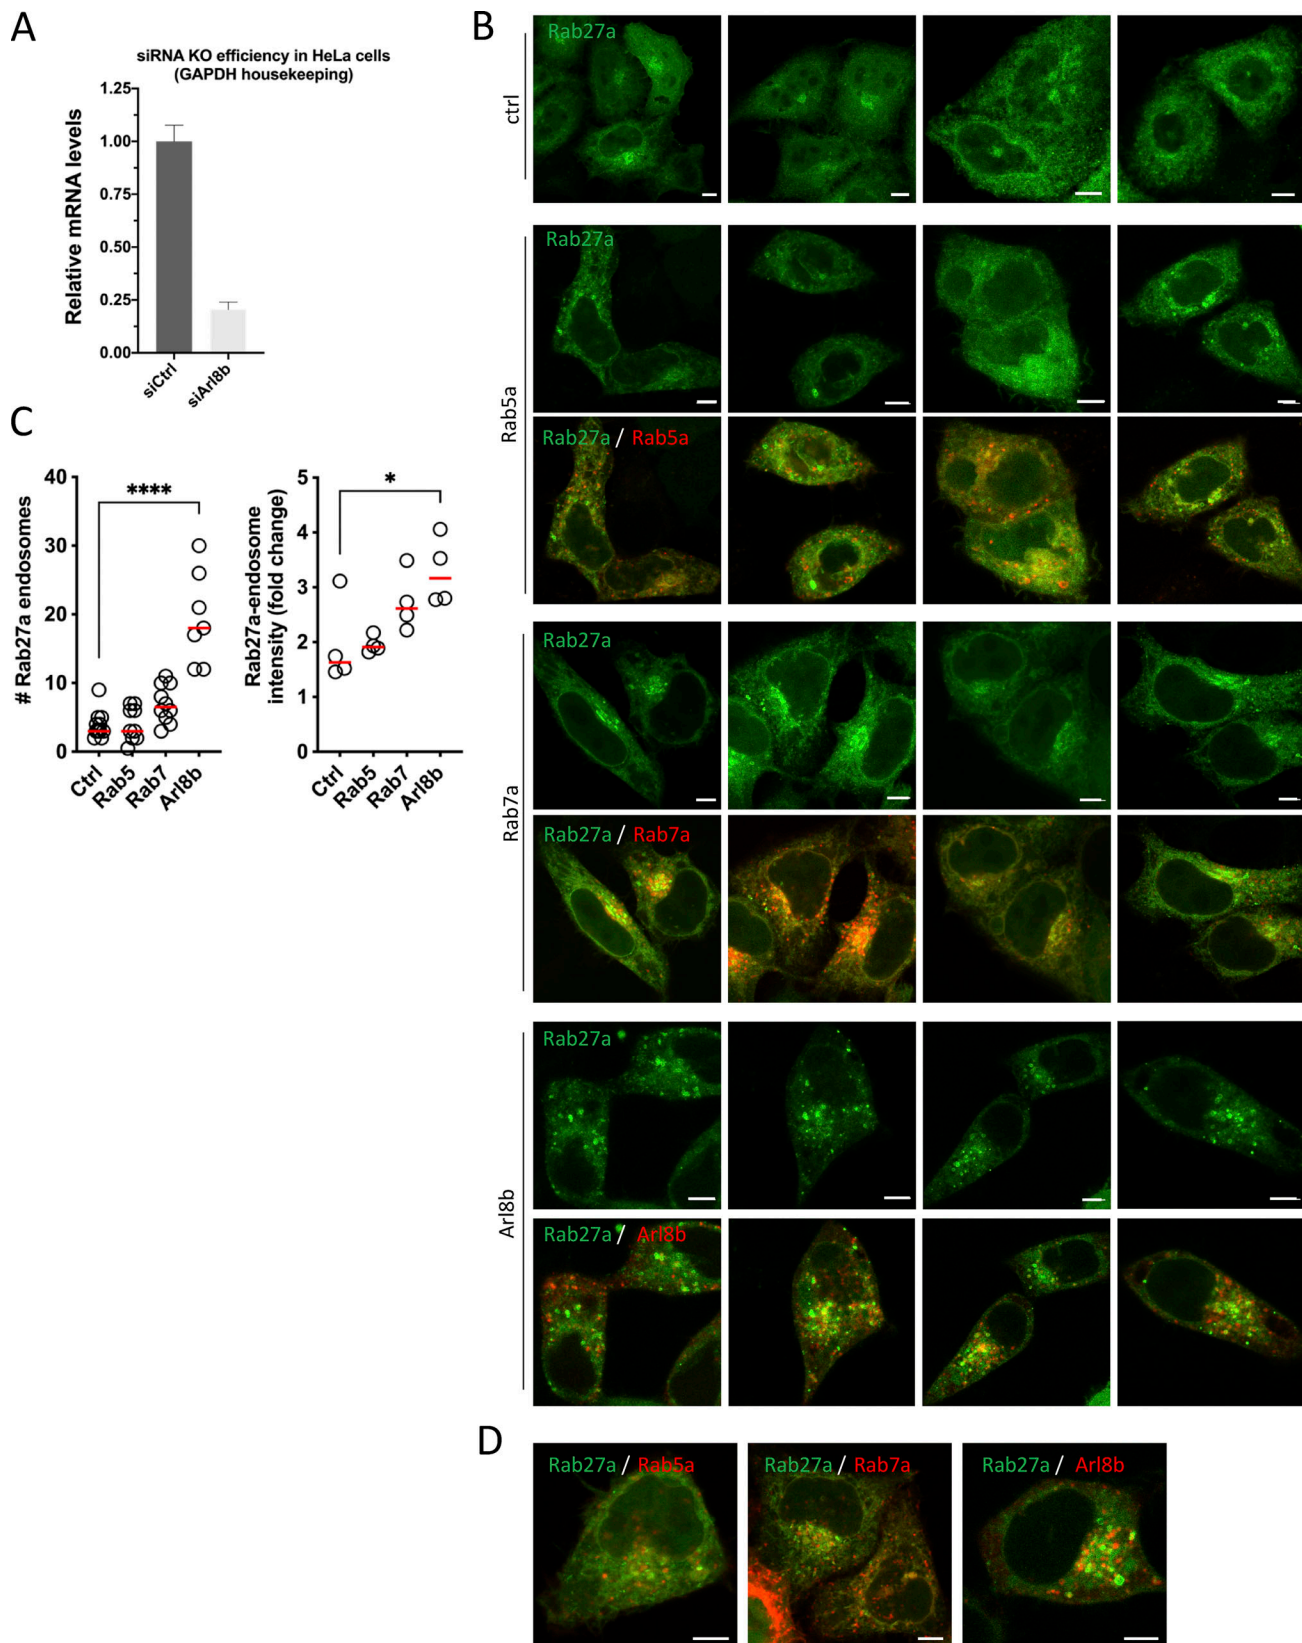 A
siRNA KO efficiency in HeLa cells
(GAPDH housekeeping)
Relative mRNA levels
1.25
1.00
0.75
0.50
0.25
0.00
siCtrl
siArl8b
B
ctrl
Rab27a
Rab5a
Rab27a
Rab27a / Rab5a
Rab7a
Rab27a
Rab27a / Rab7a
Arl8b
Rab27a
Rab27a / Arl8b
C
# Rab27a endosomes
40
30
20
10
0
****
Ctrl
Rab5
Rab7
Arl8b
Rab27a-endosome
intensity (fold change)
5
4
3
2
1
0
*
Ctrl
Rab5
Rab7
Arl8b
D
Rab27a / Rab5a
Rab27a / Rab7a
Rab27a / Arl8b